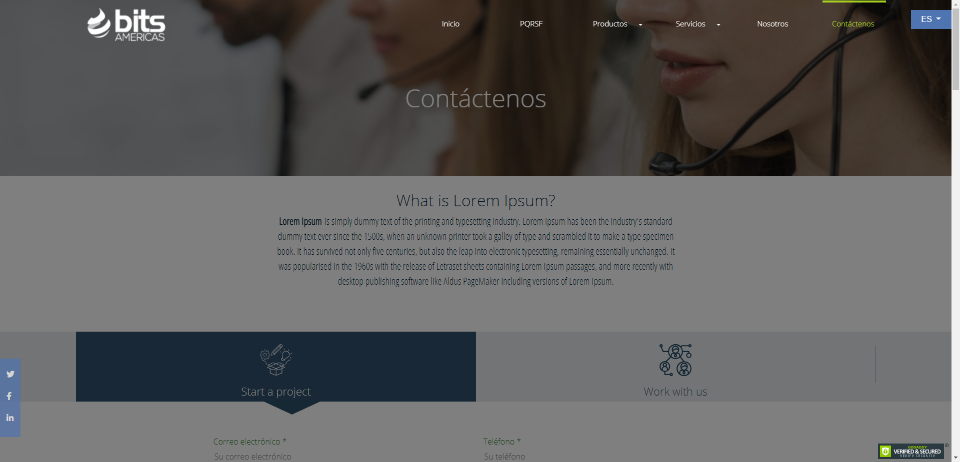 bits
AMERICAS
Inicio
PQRSF
Productos
Servicios
Nosotros
Contáctenos
ES
Contáctenos
What is Lorem Ipsum?
Lorem Ipsum is simply dummy text of the printing and typesetting industry. Lorem Ipsum has been the industry's standard
dummy text ever since the 1500s, when an unknown printer took a galley of type and scrambled it to make a type specimen
book. It has survived not only five centuries, but also the leap into electronic typesetting, remaining essentially unchanged. It
was popularised in the 1960s with the release of Letraset sheets containing Lorem Ipsum passages, and more recently with
desktop publishing software like Aldus PageMaker including versions of Lorem Ipsum.
Start a project
Work with us
Correo electrónico *
Teléfono *
Su correo electrónico
Su teléfono
VERIFIED & SECURED